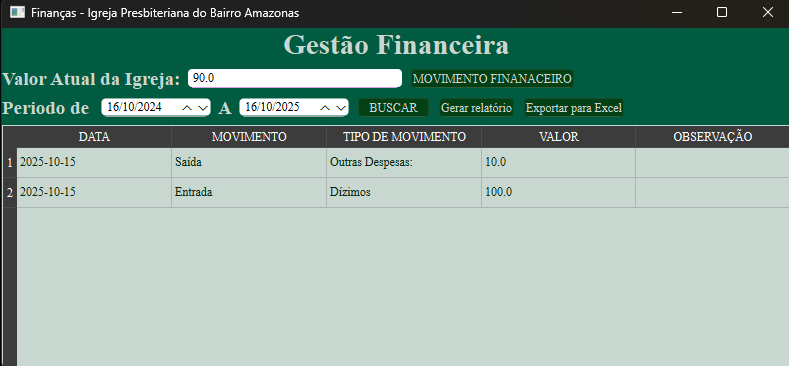 Finanças - Igreja Presbiteriana do Bairro Amazonas
Gestão Financeira
Valor Atual da Igreja: 90.0 MOVIMENTO FINANACEIRO
Periodo de 16/10/2024 A 16/10/2025 BUSCAR Gerar relatório Exportar para Excel
DATA MOVIMENTO TIPO DE MOVIMENTO VALOR OBSERVAÇÃO
1 2025-10-15 Saída Outras Despesas: 10.0
2 2025-10-15 Entrada Dízimos 100.0